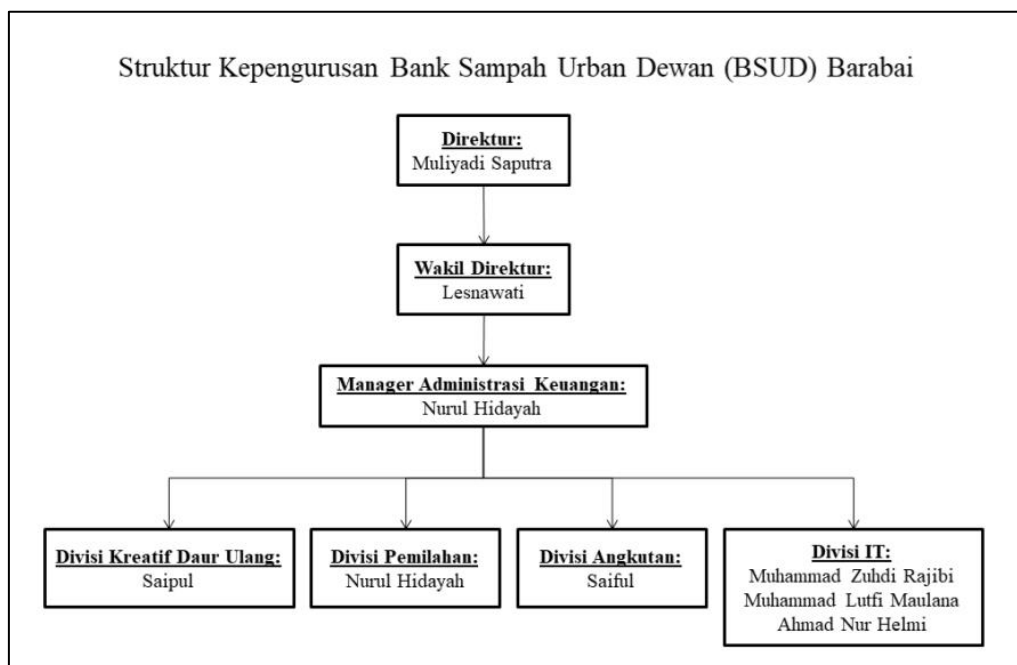 Struktur Kepengurusan Bank Sampah Urban Dewan (BSUD) Barabai
Direktur:
Muliyadi Saputra
Wakil Direktur:
Lesnawati
Manager Administrasi Keuangan:
Nurul Hidayah
Divisi Kreatif Daur Ulang:
Saipul
Divisi Pemilahan:
Nurul Hidayah
Divisi Angkutan:
Saiful
Divisi IT:
Muhammad Zuhdi Rajibi
Muhammad Lutfi Maulana
Ahmad Nur Helmi